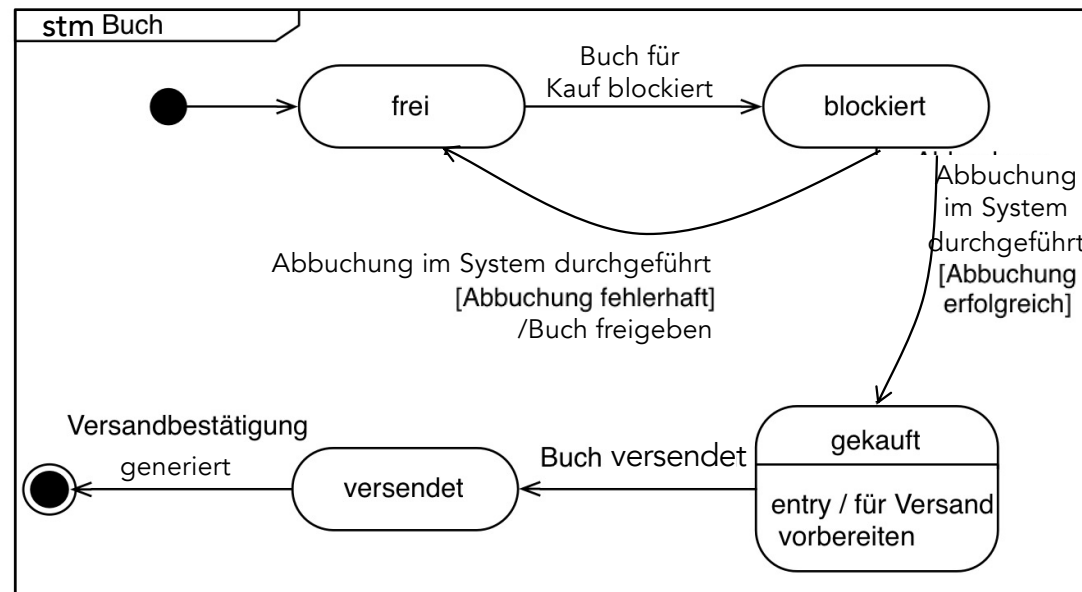 stm Buch
Buch für
Kauf blockiert
frei
blockiert
Abbuchung
im System
durchgeführt
[Abbuchung
erfolgreich]
Abbuchung im System durchgeführt
[Abbuchung fehlerhaft]
/Buch freigeben
Versandbestätigung
generiert
versendet
Buch versendet
gekauft
entry / für Versand
vorbereiten